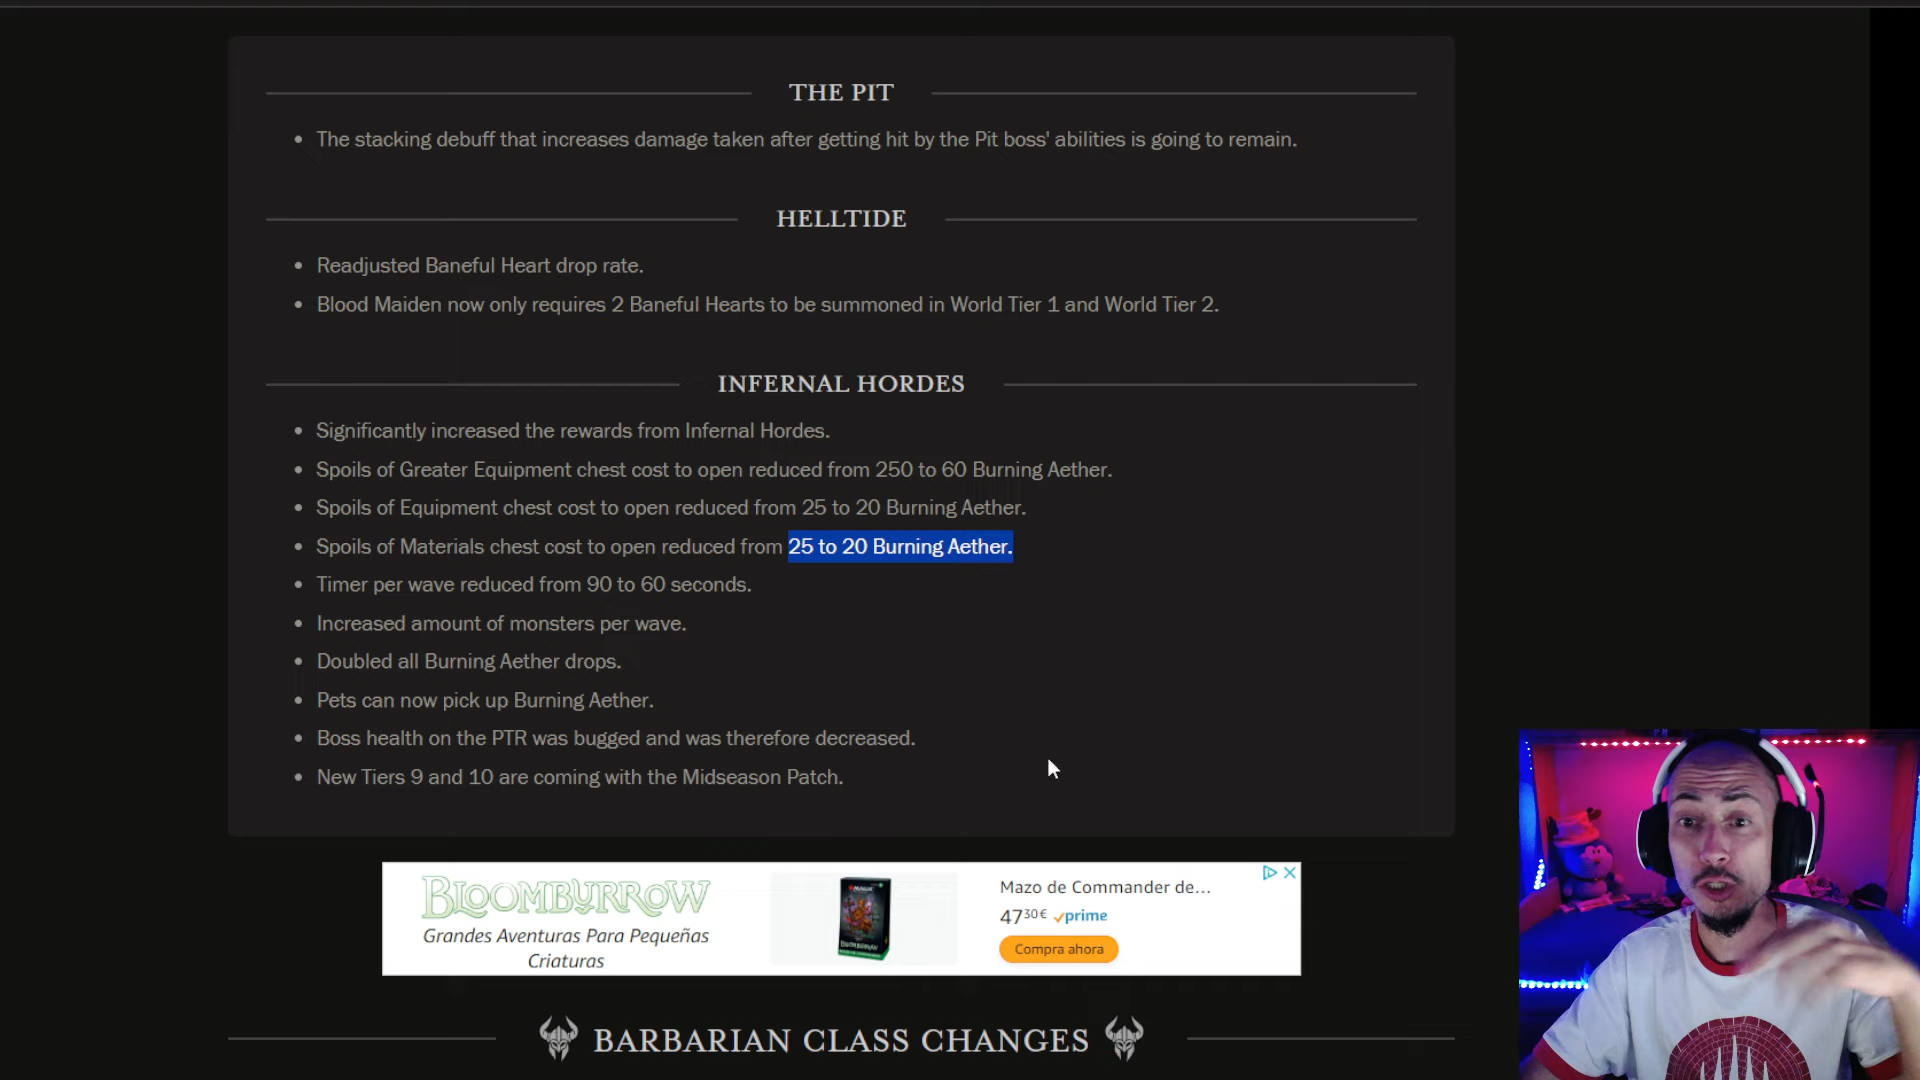 THE PIT
• The stacking debuff that increases damage taken after getting hit by the Pit boss' abilities is going to remain.
HELLTIDE
• Readjusted Baneful Heart drop rate.
• Blood Maiden now only requires 2 Baneful Hearts to be summoned in World Tier 1 and World Tier 2.
INFERNAL HORDES
• Significantly increased the rewards from Infernal Hordes.
• Spoils of Greater Equipment chest cost to open reduced from 250 to 60 Burning Aether.
• Spoils of Equipment chest cost to open reduced from 25 to 20 Burning Aether.
• Spoils of Materials chest cost to open reduced from 25 to 20 Burning Aether.
• Timer per wave reduced from 90 to 60 seconds.
• Increased amount of monsters per wave.
• Doubled all Burning Aether drops.
• Pets can now pick up Burning Aether.
• Boss health on the PTR was bugged and was therefore decreased.
• New Tiers 9 and 10 are coming with the Midseason Patch.
BLOOMBURROW
Grandes Aventuras Para Pequeñas
Criaturas
BLOOMBURROW
Mazo de Commander de...
4730€ prime
Compra ahora
BARBARIAN CLASS CHANGES